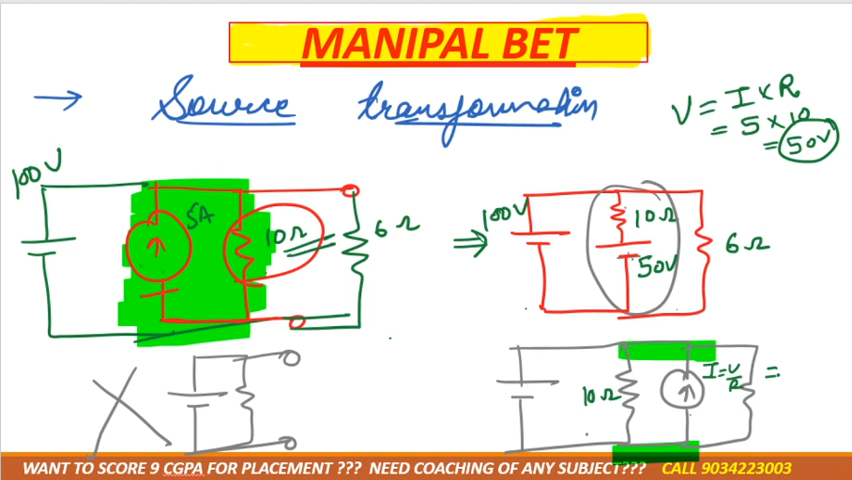 MANIPAL BET
→ Source transformation
V = I × R
= 5 × 10
= 50V
100V
5A
10Ω
6Ω
⇒
100V
10Ω
50V
6Ω
10Ω
I = V/R =
WANT TO SCORE 9 CGPA FOR PLACEMENT ??? NEED COACHING OF ANY SUBJECT??? CALL 9034223003